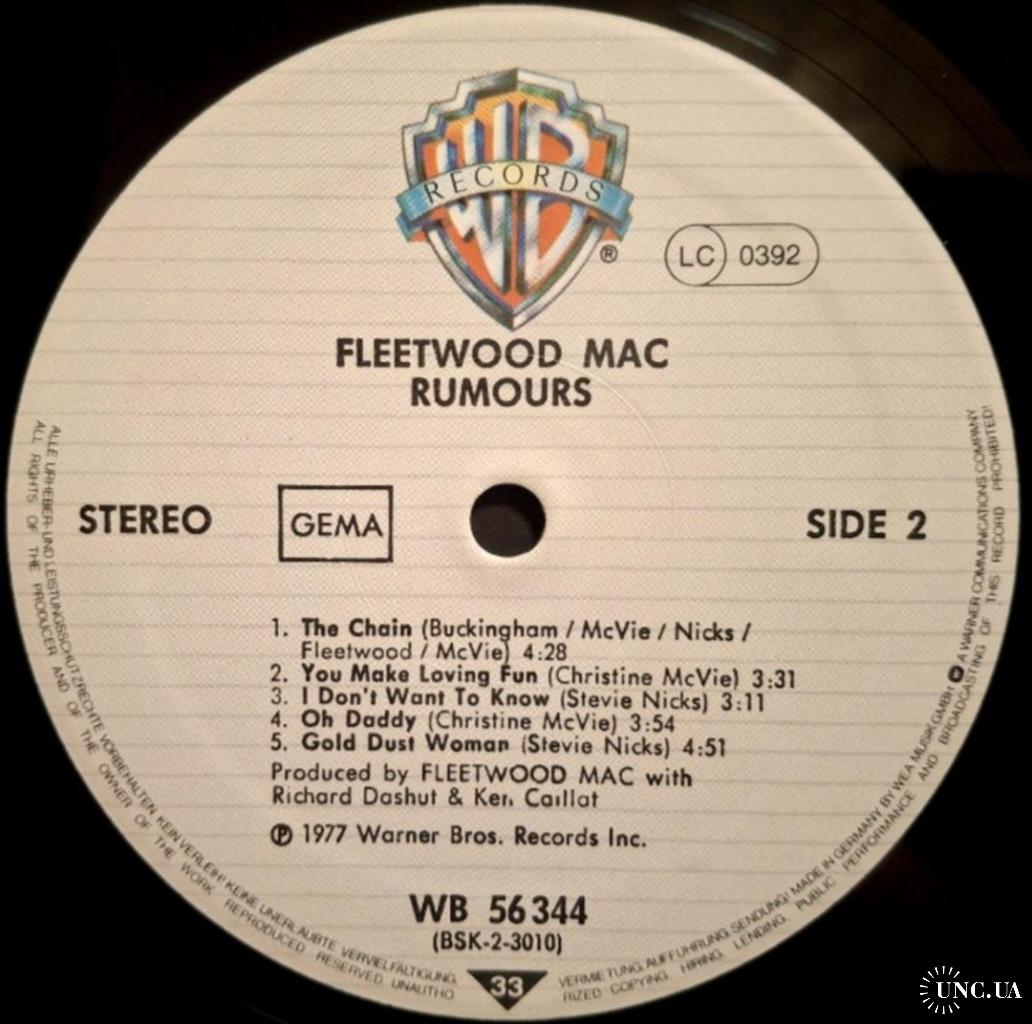 WB
RECORDS
®
LC 0392
FLEETWOOD MAC
RUMOURS
STEREO
GEMA
SIDE 2
1. The Chain (Buckingham / McVie / Nicks /
Fleetwood / McVie) 4:28
2. You Make Loving Fun (Christine McVie) 3:31
3. I Don't Want To Know (Stevie Nicks) 3:11
4. Oh Daddy (Christine McVie) 3:54
5. Gold Dust Woman (Stevie Nicks) 4:51
Produced by FLEETWOOD MAC with
Richard Dashut & Ken Caillat
℗ 1977 Warner Bros. Records Inc.
WB 56 344
(BSK-2-3010)
33
ALLE URHEBER- UND LEISTUNGSSCHUTZRECHTE VORBEHALTEN KEIN VERLEIH! KEINE UNERLAUBTE VERVIELFÄLTIGUNG,
VERMIETUNG, AUFFÜHRUNG, SENDUNG! MADE IN GERMANY BY WEA MUSIK GMBH A WARNER COMMUNICATIONS COMPANY
ALL RIGHTS OF THE PRODUCER AND OF THE OWNER OF THE WORK REPRODUCED RESERVED. UNAUTHO
RIZED COPYING, HIRING, LENDING, PUBLIC PERFORMANCE AND BROADCASTING OF THIS RECORD PROHIBITED!
UNC.UA